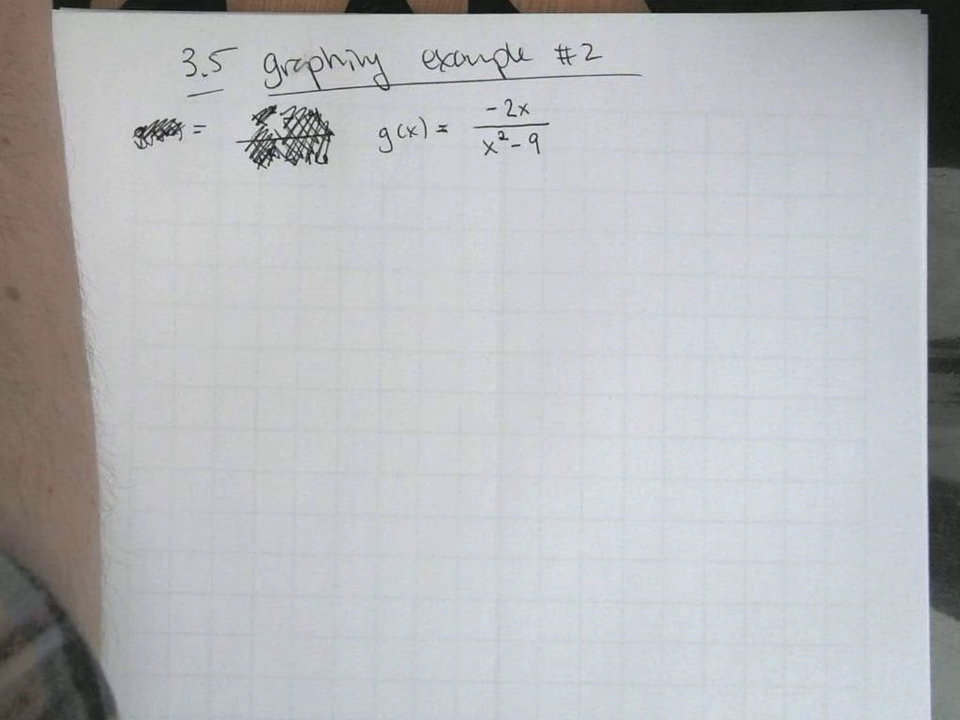 3.5 graphing example #2
= g(x) = -2x / x² - 9